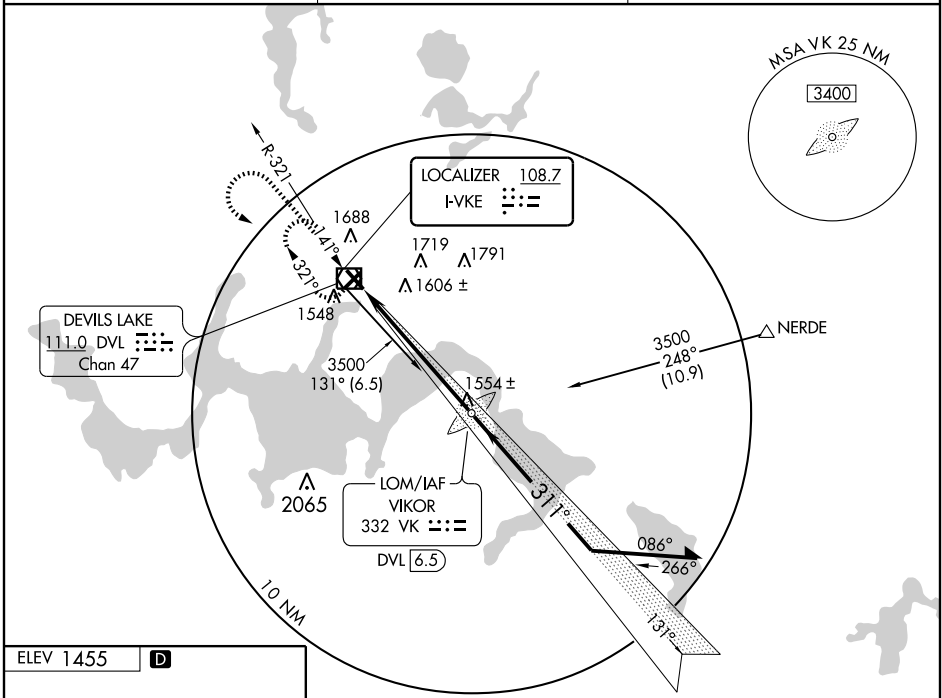 MSA VK 25 NM
3400
R-321
LOCALIZER 108.7
I-VKE
141°
321°
1688
1719
1791
1606 ±
1548
DEVILS LAKE
111.0 DVL
Chan 47
NERDE
3500
248°
(10.9)
3500
131° (6.5)
1554 ±
2065
LOM/IAF
VIKOR
332 VK
DVL 6.5
311°
086°
266°
131°
10 NM
ELEV 1455 D